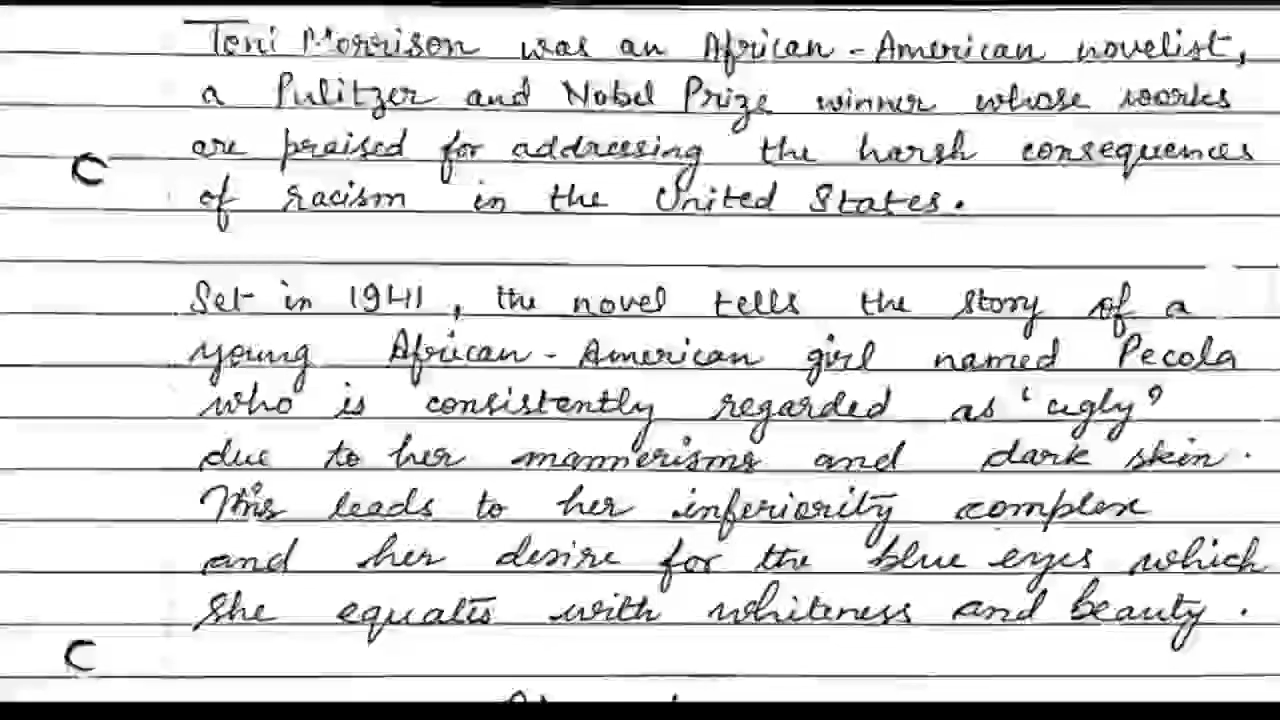 Toni Morrison was an African-American novelist,
a Pulitzer and Nobel Prize winner whose works
are praised for addressing the harsh consequences
C
of racism in the United States.
Set in 1941, the novel tells the story of a
young African-American girl named Pecola
who is consistently regarded as 'ugly'
due to her mannerisms and dark skin.
This leads to her inferiority complex
and her desire for the blue eyes which
she equates with whiteness and beauty.
C